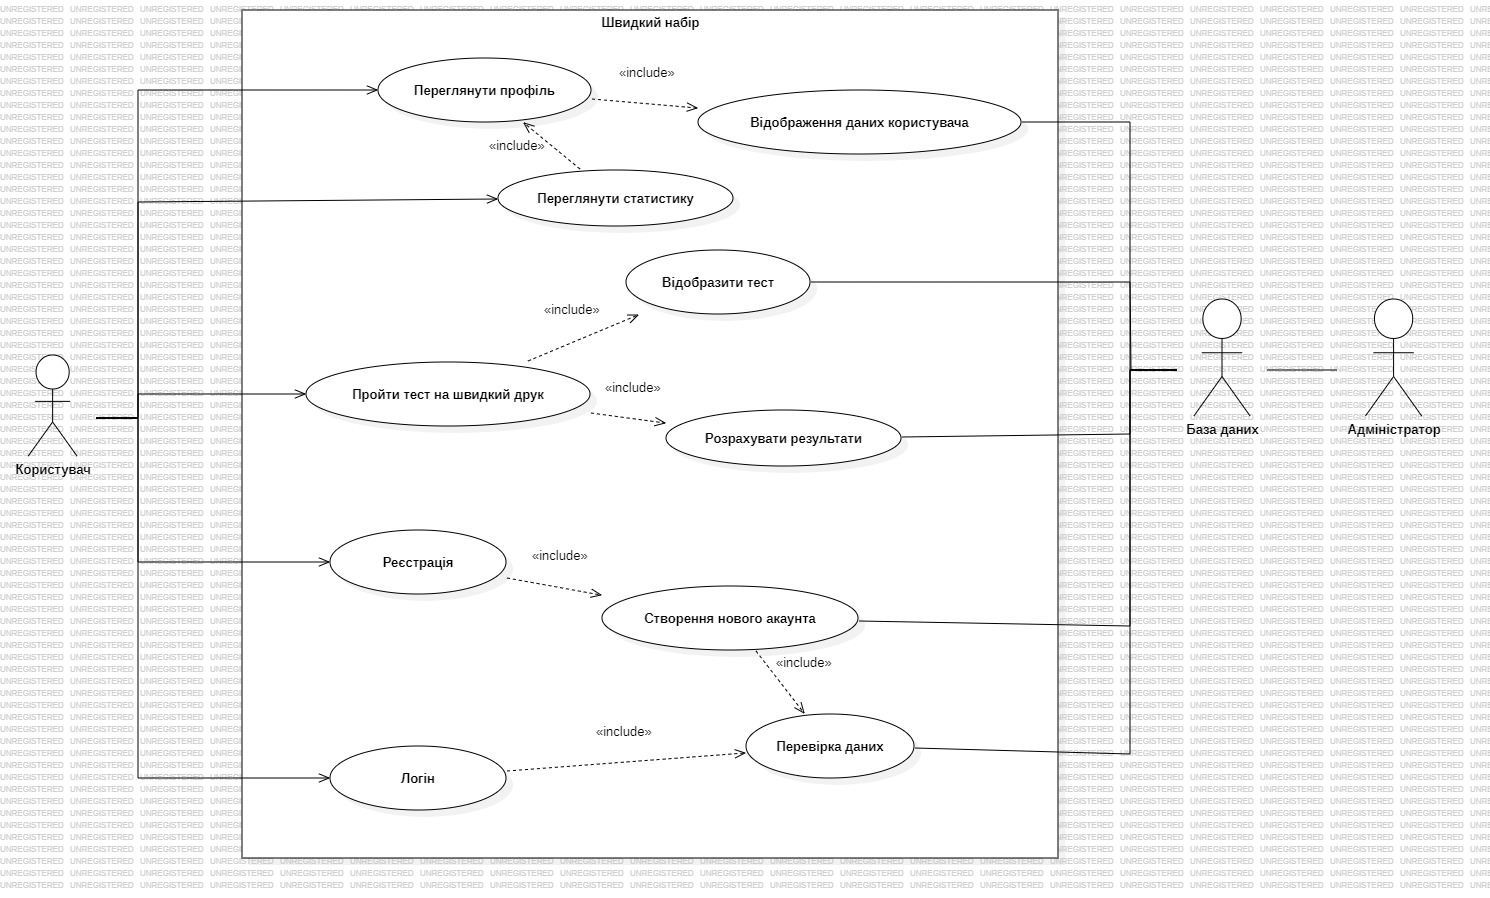 Швидкий набір
Переглянути профіль
«include»
Відображення даних користувача
«include»
Переглянути статистику
Відобразити тест
«include»
Пройти тест на швидкий друк
«include»
Розрахувати результати
Користувач
База даних
Адміністратор
Реєстрація
«include»
Створення нового акаунта
«include»
«include»
Перевірка даних
Логін
UNREGISTERED